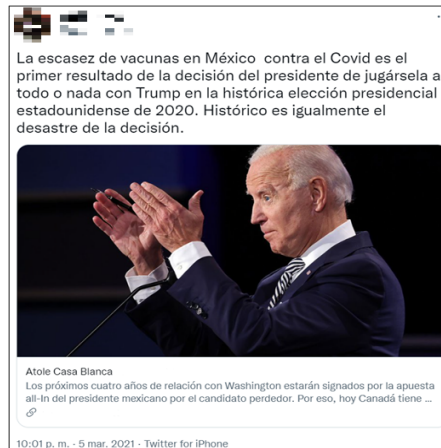 La escasez de vacunas en México contra el Covid es el
primer resultado de la decisión del presidente de jugársela a
todo o nada con Trump en la histórica elección presidencial
estadounidense de 2020. Histórico es igualmente el
desastre de la decisión.
Atole Casa Blanca
Los próximos cuatro años de relación con Washington estarán signados por la apuesta
all-In del presidente mexicano por el candidato perdedor. Por eso, hoy Canadá tiene ...
10:01 p. m. · 5 mar. 2021 · Twitter for iPhone